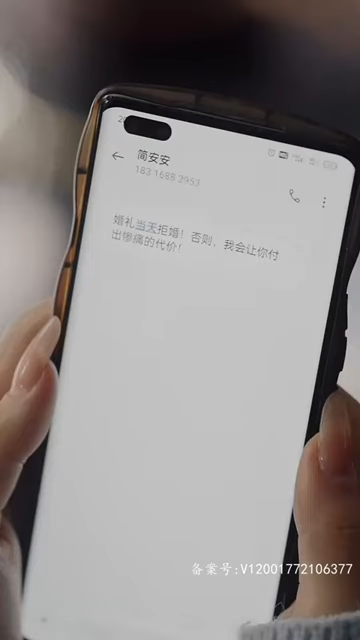 简安安
183 1688 2953
婚礼当天拒婚！否则，我会让你付
出惨痛的代价！
备案号:V12001772106377